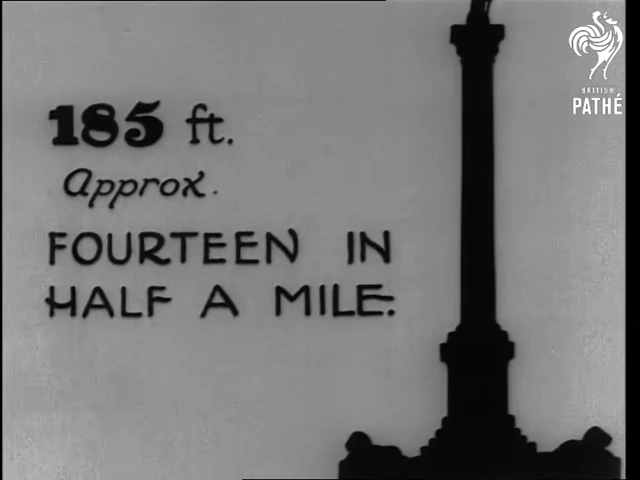 BRITISH
PATHÉ
185 ft.
Approx.
FOURTEEN IN
HALF A MILE.